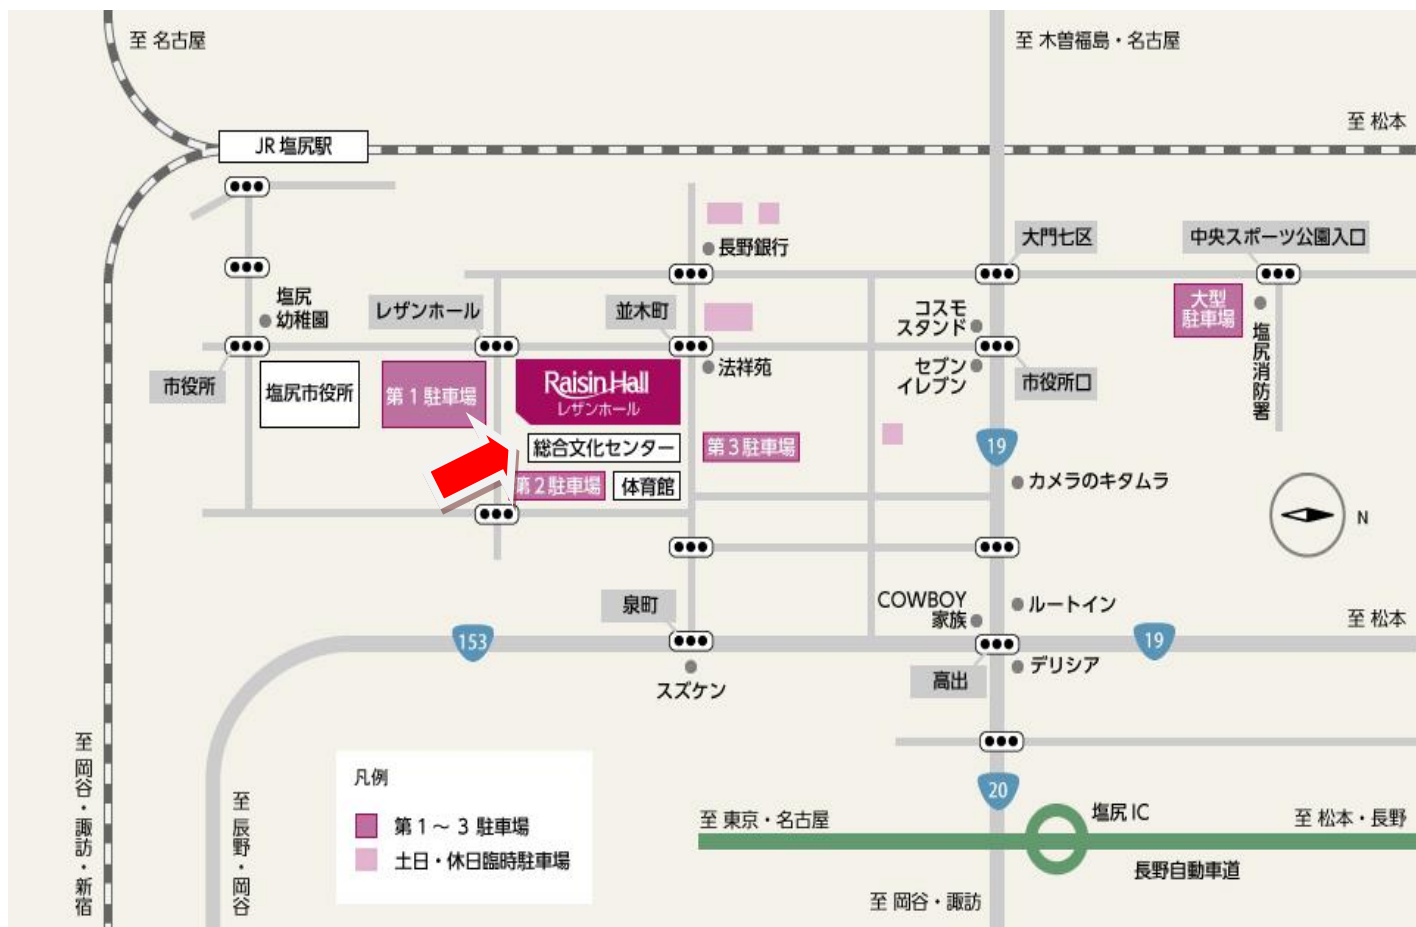 至 名古屋
至 木曽福島・名古屋
至 松本
JR 塩尻駅
長野銀行
大門七区
中央スポーツ公園入口
塩尻
幼稚園
レザンホール
並木町
コスモ
スタンド
大型
駐車場
塩尻消防署
市役所
塩尻市役所
第1駐車場
Raisin Hall
レザンホール
法祥苑
セブン
イレブン
市役所口
総合文化センター
第3駐車場
19
第2駐車場
体育館
カメラのキタムラ
N
泉町
COWBOY
家族
ルートイン
至 松本
153
19
スズケン
高出
デリシア
至 岡谷・諏訪・新宿
至 辰野・岡谷
凡例
第1～3 駐車場
土日・休日臨時駐車場
20
塩尻 IC
至 東京・名古屋
至 松本・長野
長野自動車道
至 岡谷・諏訪